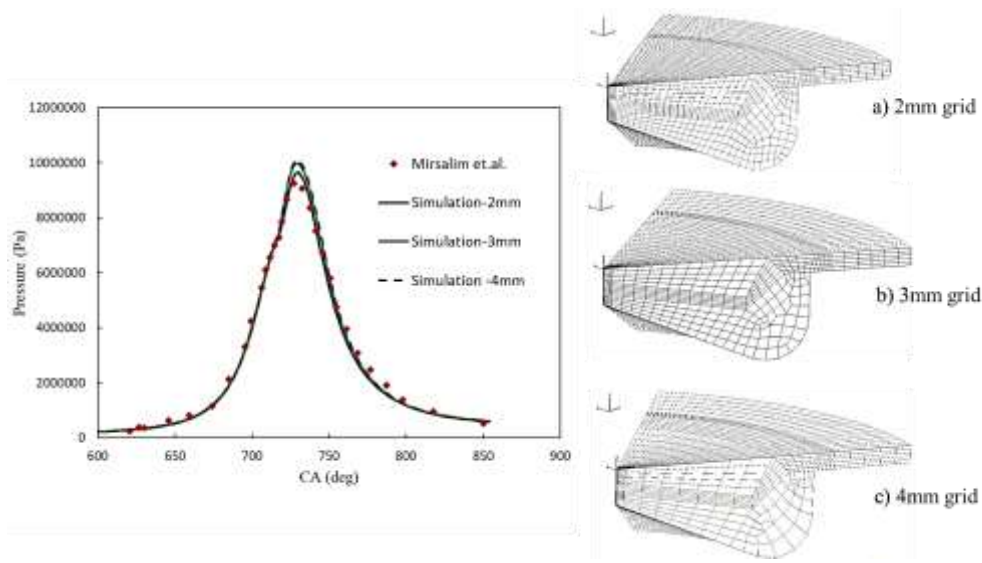 12000000
10000000
8000000
6000000
4000000
2000000
0
600
650
700
750
800
850
900
Pressure (Pa)
CA (deg)
Mirsalim et.al.
Simulation-2mm
Simulation-3mm
Simulation -4mm
a) 2mm grid
b) 3mm grid
c) 4mm grid